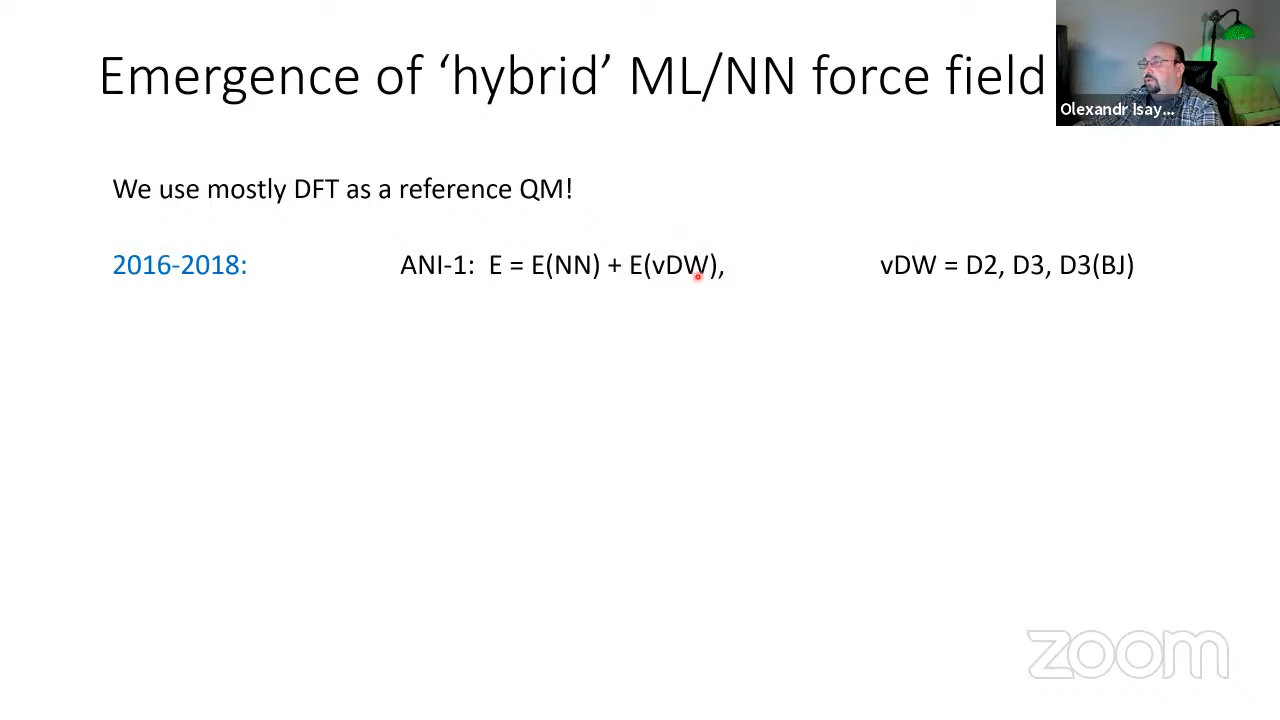 Emergence of ‘hybrid’ ML/NN force field
Olexandr Isay...
We use mostly DFT as a reference QM!
2016-2018: ANI-1: E = E(NN) + E(vDW), vDW = D2, D3, D3(BJ)
zoom